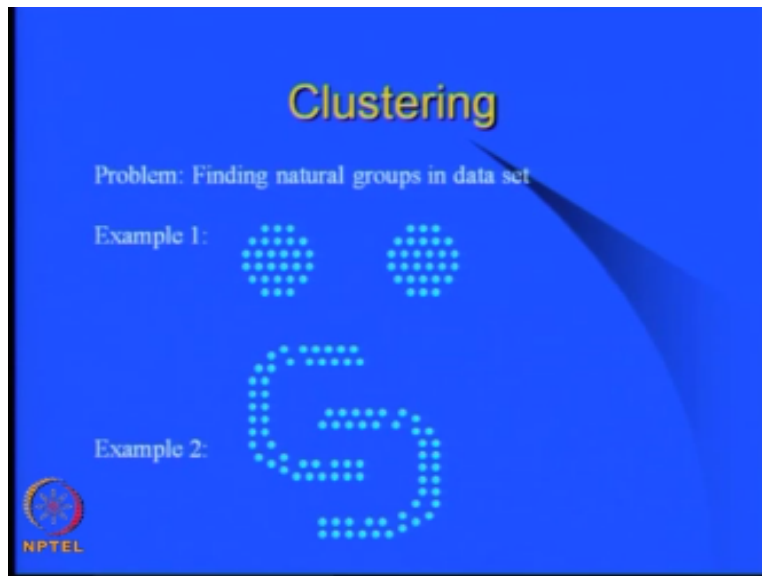 Clustering
Problem: Finding natural groups in data set
Example 1:
Example 2:
NPTEL